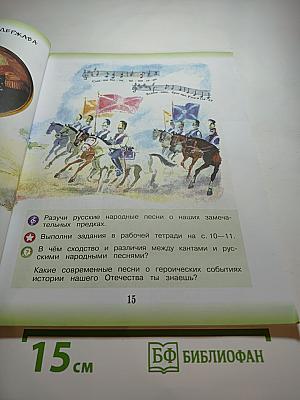 ДЕРЖАВА
Разучи русские народные песни о наших замеча-
тельных предках.
Выполни задания в рабочей тетради на с. 10—11.
В чём сходство и различия между кантами и рус-
скими народными песнями?
Какие современные песни о героических событиях
истории нашего Отечества ты знаешь?
15
15 см
БФ БИБЛИОФАН